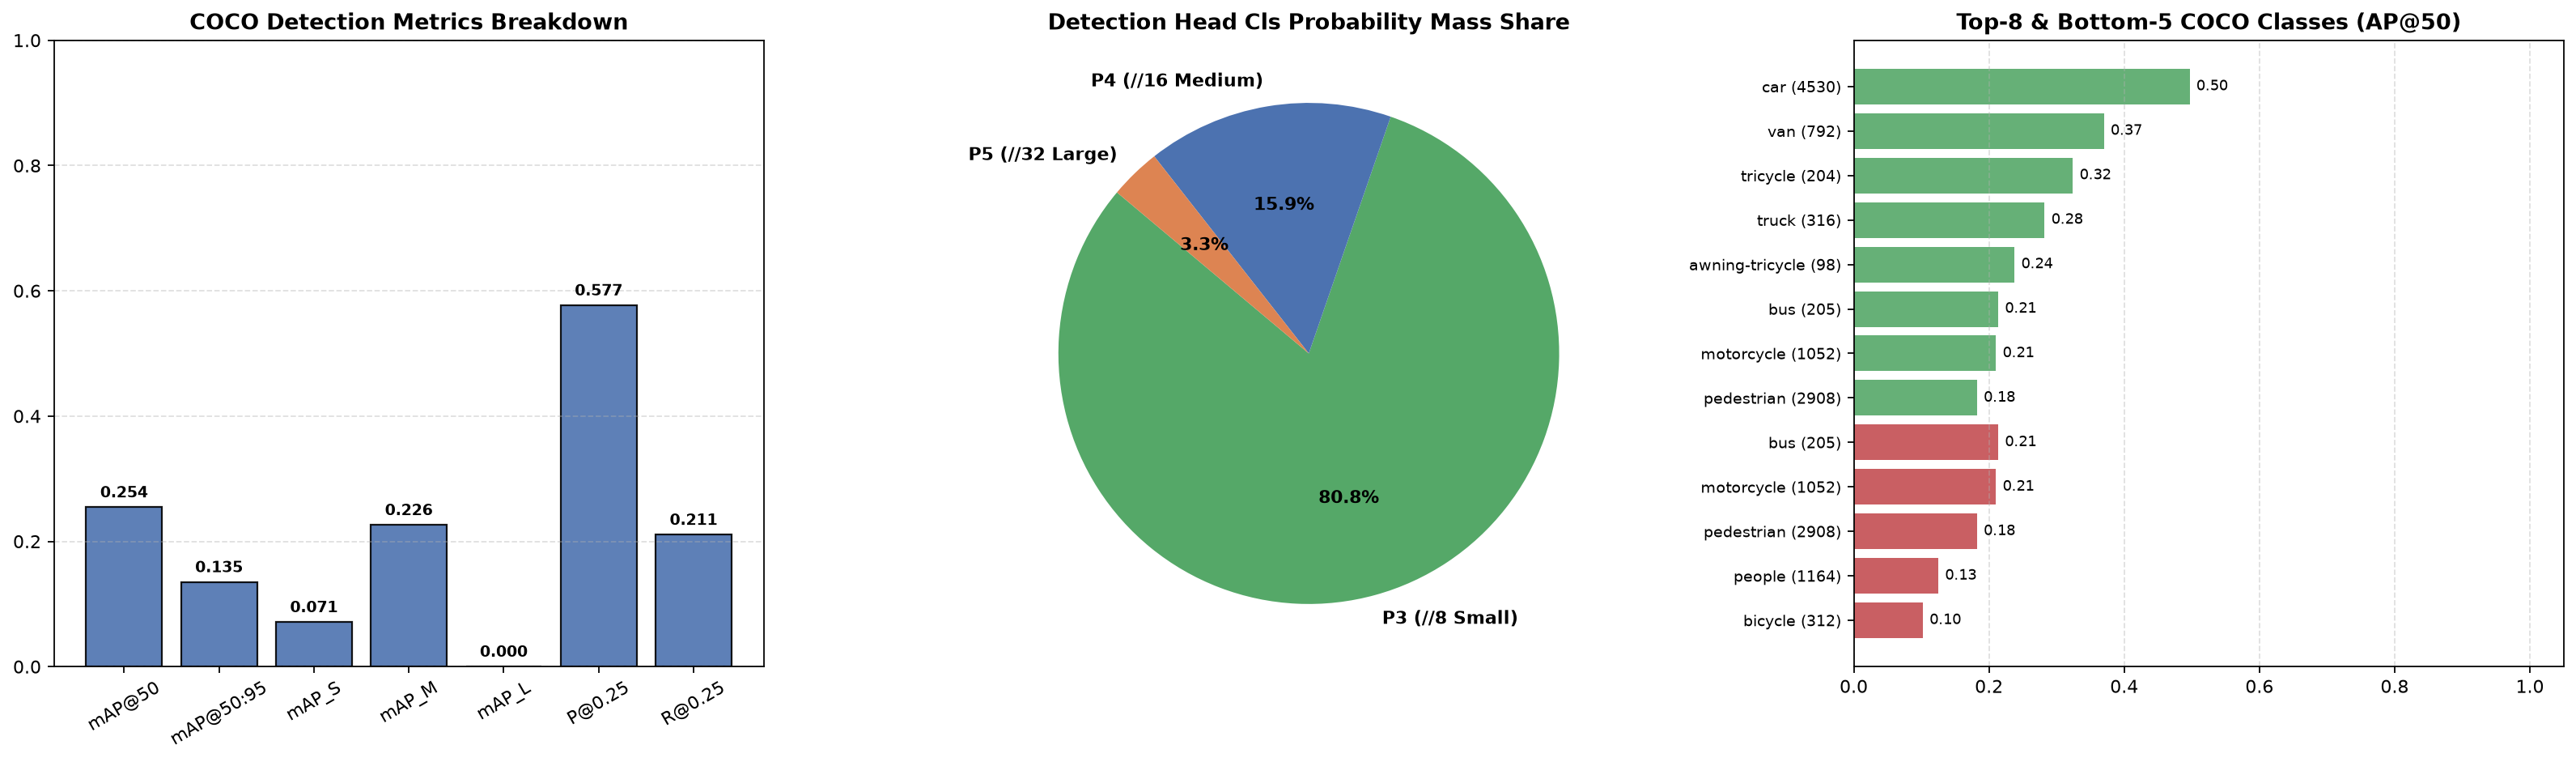 COCO Detection Metrics Breakdown
1.0
0.8
0.6
0.4
0.2
0.0
0.254
0.135
0.071
0.226
0.000
0.577
0.211
mAP@50
mAP@50:95
mAP_S
mAP_M
mAP_L
P@0.25
R@0.25
Detection Head Cls Probability Mass Share
P4 (//16 Medium)
P5 (//32 Large)
15.9%
3.3%
80.8%
P3 (//8 Small)
Top-8 & Bottom-5 COCO Classes (AP@50)
car (4530) 0.50
van (792) 0.37
tricycle (204) 0.32
truck (316) 0.28
awning-tricycle (98) 0.24
bus (205) 0.21
motorcycle (1052) 0.21
pedestrian (2908) 0.18
bus (205) 0.21
motorcycle (1052) 0.21
pedestrian (2908) 0.18
people (1164) 0.13
bicycle (312) 0.10
0.0 0.2 0.4 0.6 0.8 1.0